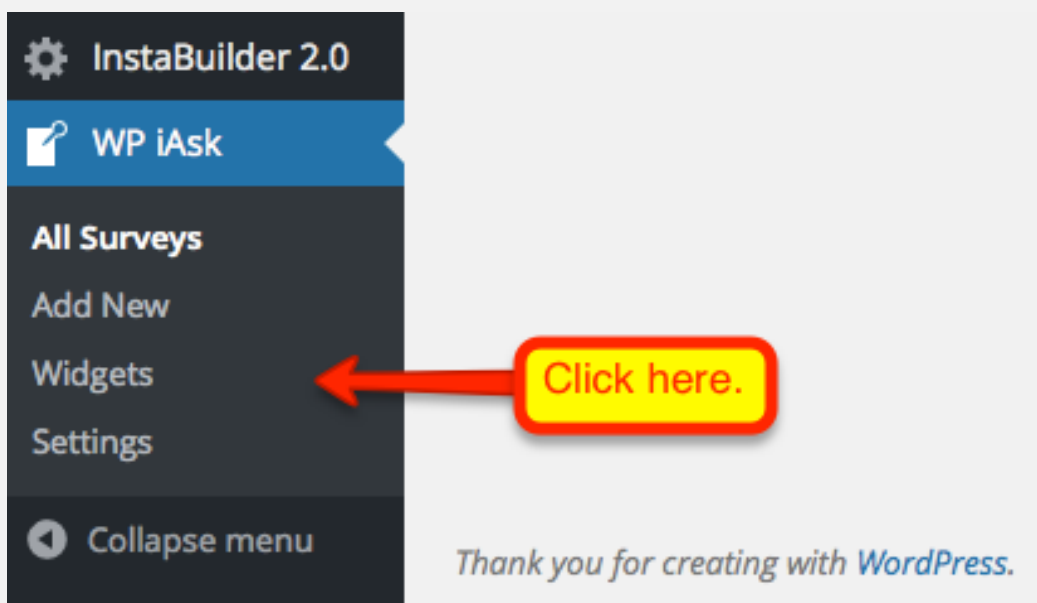 InstaBuilder 2.0
WP iAsk
All Surveys
Add New
Widgets
Click here.
Settings
Collapse menu
Thank you for creating with WordPress.